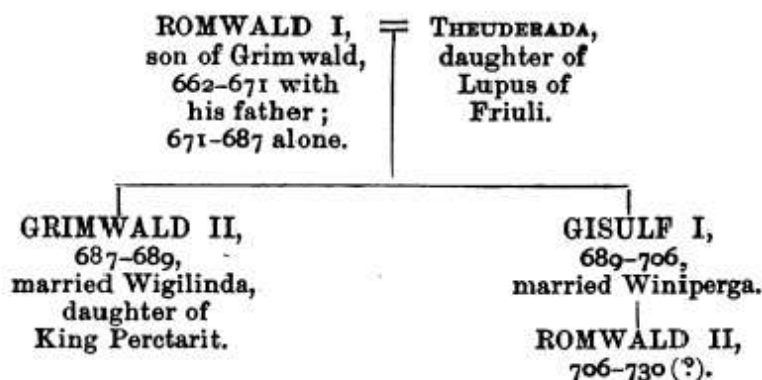 ROMWALD I,
son of Grimwald,
662–671 with
his father ;
671–687 alone.
=
THEUDERADA,
daughter of
Lupus of
Friuli.
GRIMWALD II,
687–689,
married Wigilinda,
daughter of
King Perctarit.
GISULF I,
689–706,
married Winiperga.
ROMWALD II,
706–730 (?).